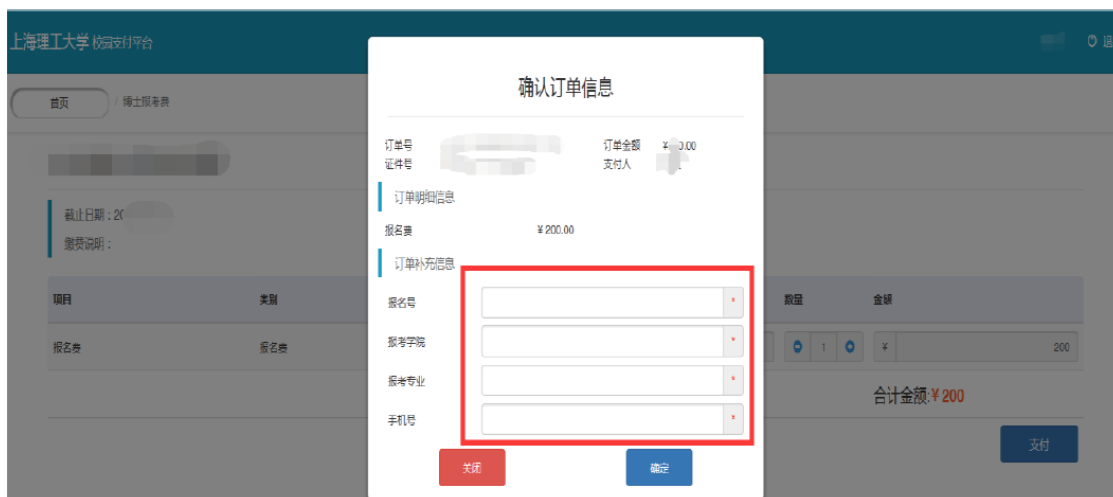 上海理工大学 校园支付平台
首页 / 博士报考费
截止日期：20
缴费说明：
项目 类别 数量 金额
报名费 报名费 1 ¥ 200
合计金额:¥ 200
支付
确认订单信息
订单号 订单金额 ¥ 0.00
证件号 支付人
订单明细信息
报名费 ¥ 200.00
订单补充信息
报名号 *
报考学院 *
报考专业 *
手机号 *
关闭 确定